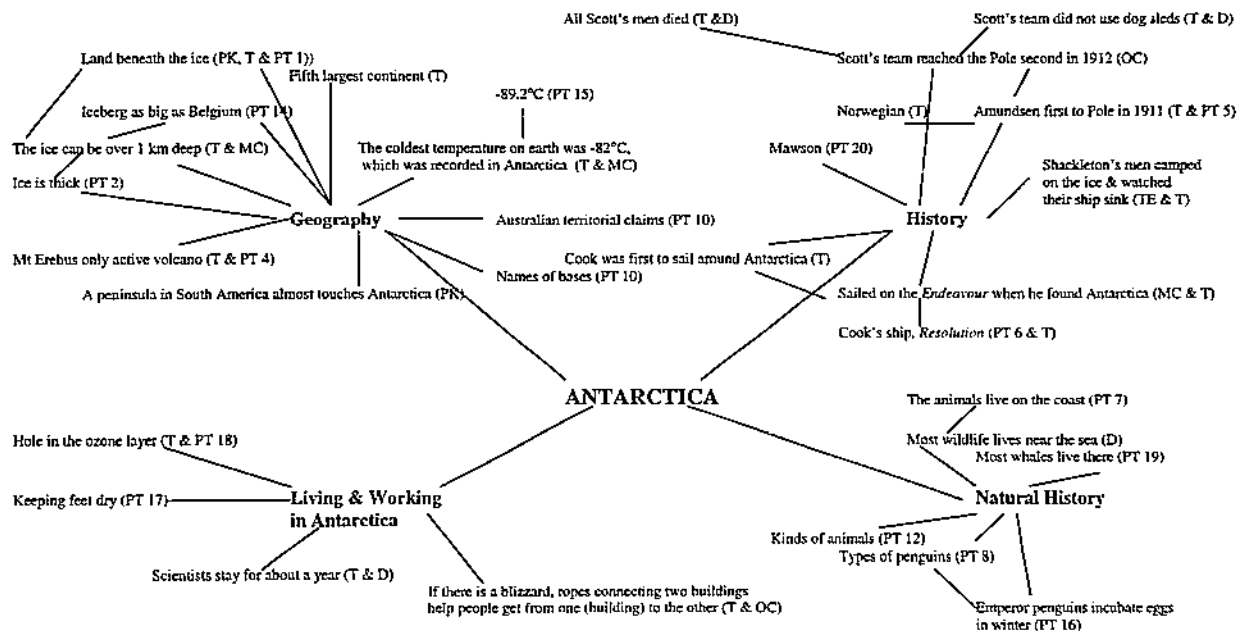 All Scott's men died (T &D)
Scott's team did not use dog sleds (T & D)
Land beneath the ice (PK, T & PT 1))
Scott's team reached the Pole second in 1912 (OC)
Fifth largest continent (T)
-89.2°C (PT 15)
Iceberg as big as Belgium (PT 14)
Norwegian (T)
Amundsen first to Pole in 1911 (T & PT 5)
The ice can be over 1 km deep (T & MC)
The coldest temperature on earth was -82°C,
which was recorded in Antarctica (T & MC)
Mawson (PT 20)
Shackleton's men camped
on the ice & watched
their ship sink (TE & T)
Ice is thick (PT 2)
Geography
Australian territorial claims (PT 10)
History
Mt Erebus only active volcano (T & PT 4)
Cook was first to sail around Antarctica (T)
Names of bases (PT 10)
A peninsula in South America almost touches Antarctica (PK)
Sailed on the Endeavour when he found Antarctica (MC & T)
Cook's ship, Resolution (PT 6 & T)
ANTARCTICA
The animals live on the coast (PT 7)
Hole in the ozone layer (T & PT 18)
Most wildlife lives near the sea (D)
Most whales live there (PT 19)
Keeping feet dry (PT 17)
Living & Working
in Antarctica
Natural History
Kinds of animals (PT 12)
Types of penguins (PT 8)
Scientists stay for about a year (T & D)
If there is a blizzard, ropes connecting two buildings
help people get from one (building) to the other (T & OC)
Emperor penguins incubate eggs
in winter (PT 16)